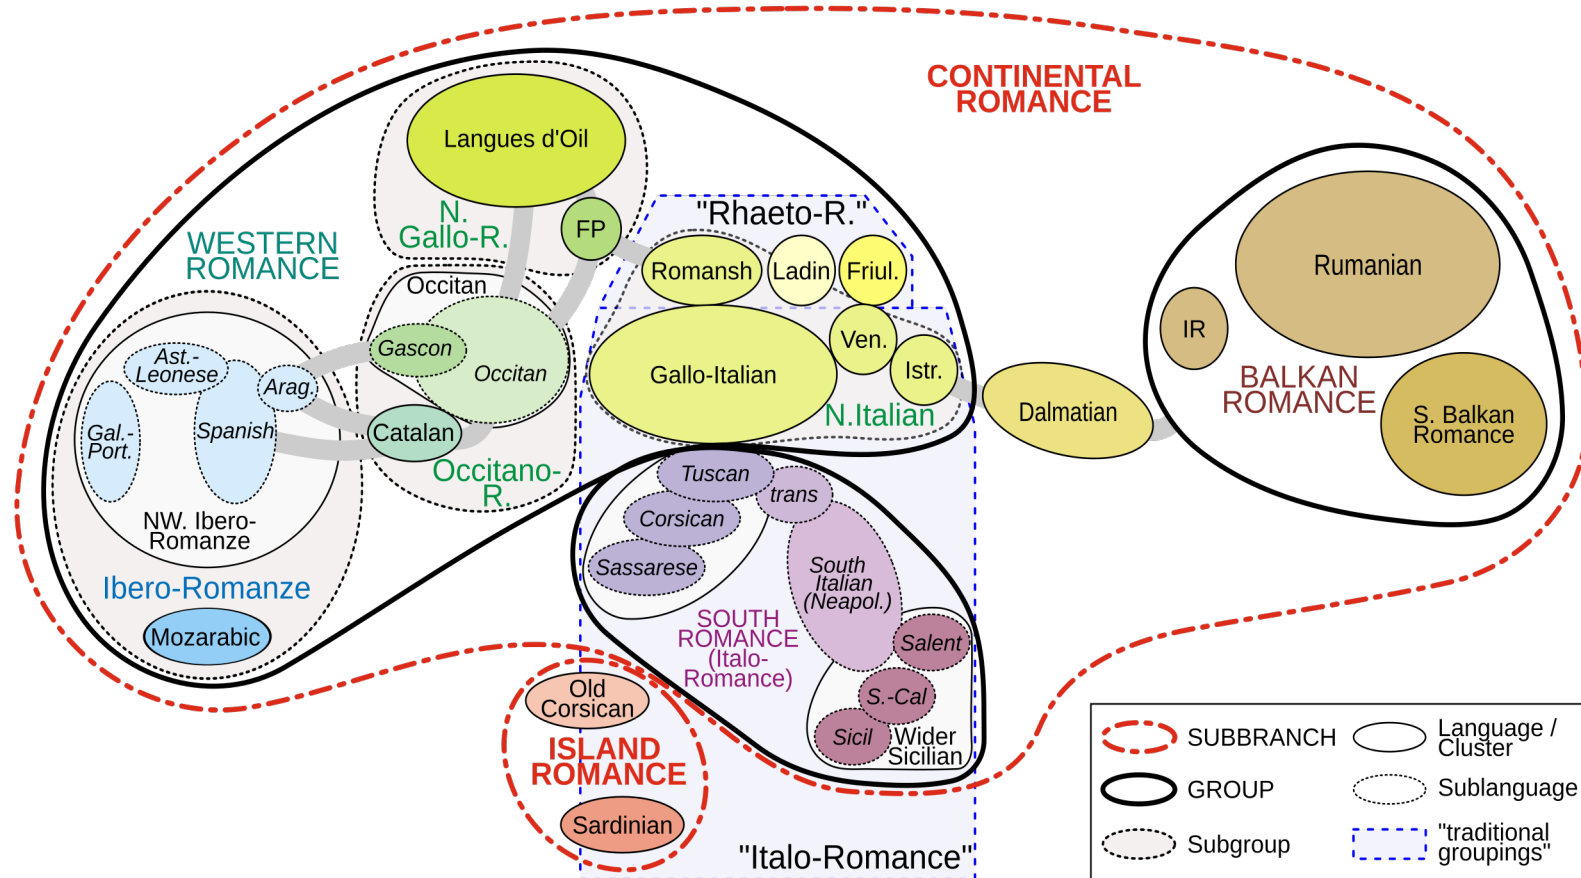 CONTINENTAL
ROMANCE
Langues d'Oil
N.
Gallo-R.
FP
"Rhaeto-R."
WESTERN
ROMANCE
Romansh
Ladin
Friul.
Rumanian
Occitan
IR
Ven.
Gascon
Occitan
Ast.-
Leonese
Arag.
Gallo-Italian
Istr.
BALKAN
ROMANCE
Dalmatian
N.Italian
S. Balkan
Romance
Gal.-
Port.
Spanish
Catalan
Occitano-
R.
Tuscan
trans
Corsican
NW. Ibero-
Romanze
Sassarese
South
Italian
(Neapol.)
Ibero-Romanze
Mozarabic
SOUTH
ROMANCE
(Italo-
Romance)
Salent
S.-Cal
Old
Corsican
Sicil
Wider
Sicilian
ISLAND
ROMANCE
Sardinian
"Italo-Romance"
SUBBRANCH
Language /
Cluster
GROUP
Sublanguage
Subgroup
"traditional
groupings"